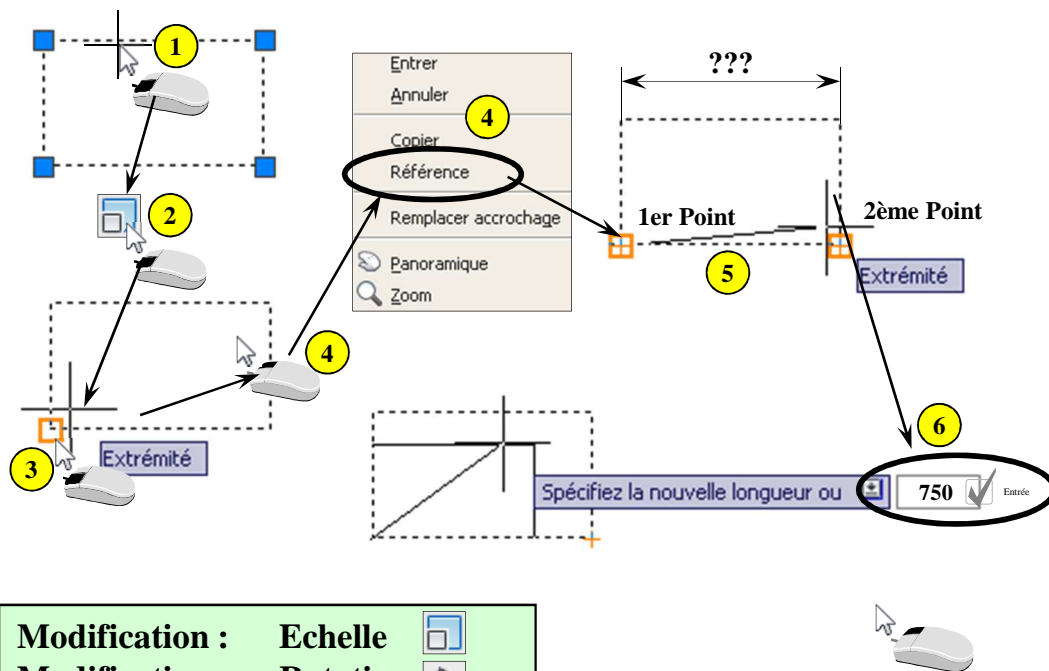 1
2
3
Extrémité
4
Entrer
Annuler
4
Copier
Référence
Remplacer accrochage
Panoramique
Zoom
???
1er Point
2ème Point
5
Extrémité
6
Spécifiez la nouvelle longueur ou
750
Entrée
Modification : Echelle